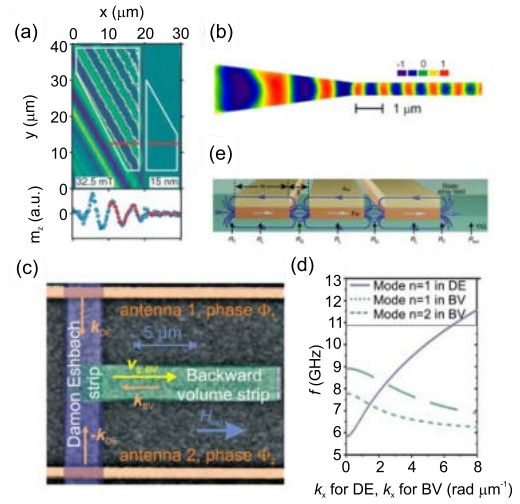 x (μm)
(a) 0 10 20 30
y (μm)
40
30
20
10
0
32.5 mT 15 nm
m_z (a.u.)
0
(b)
-1 0 1
1 μm
(e)
(c)
antenna 1, phase Φ₁
k_DE
5 μm
Damon Eshbach
strip
Backward
volume strip
k_BV
-k_DE
antenna 2, phase Φ₂
(d)
13
12
11
10
9
8
7
6
5
f (GHz)
Mode n=1 in DE
Mode n=1 in BV
Mode n=2 in BV
0 2 4 6 8
k_x for DE, k_x for BV (rad μm⁻¹)